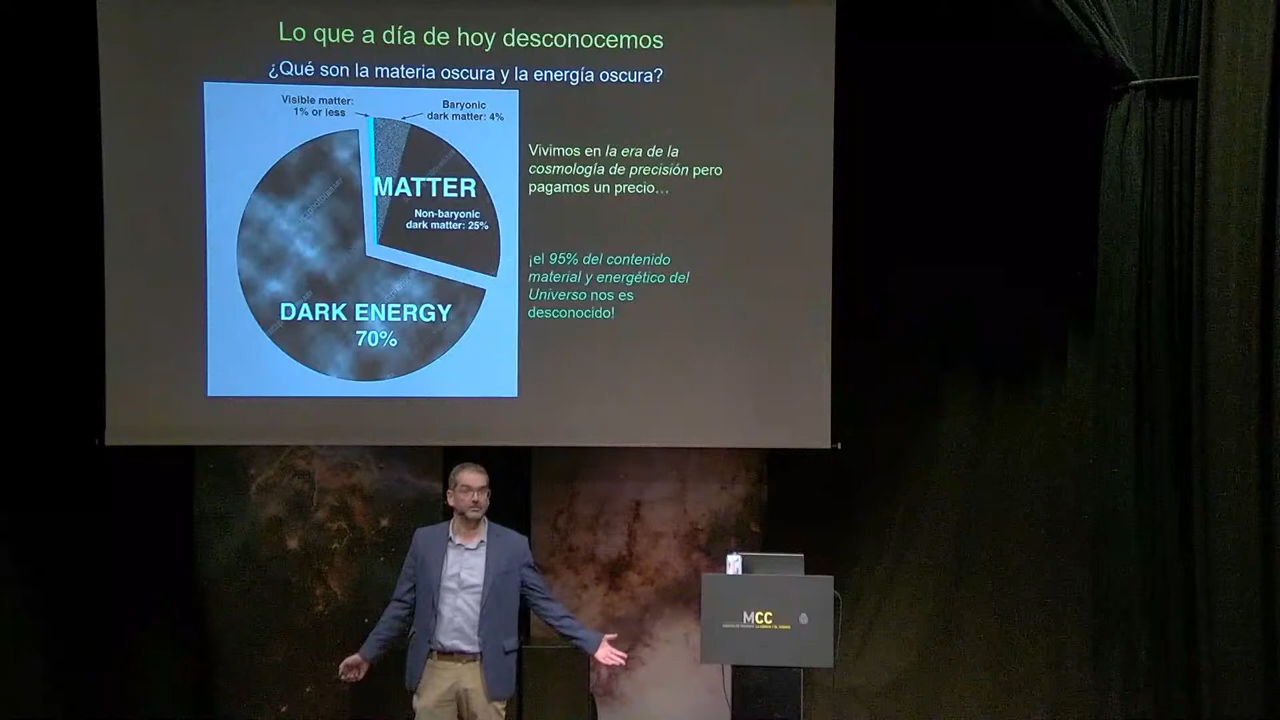 Lo que a día de hoy desconocemos
¿Qué son la materia oscura y la energía oscura?
Visible matter:
1% or less
Baryonic
dark matter: 4%
MATTER
Non-baryonic
dark matter: 25%
DARK ENERGY
70%
Vivimos en la era de la
cosmología de precisión pero
pagamos un precio…
¡el 95% del contenido
material y energético del
Universo nos es
desconocido!
MCC